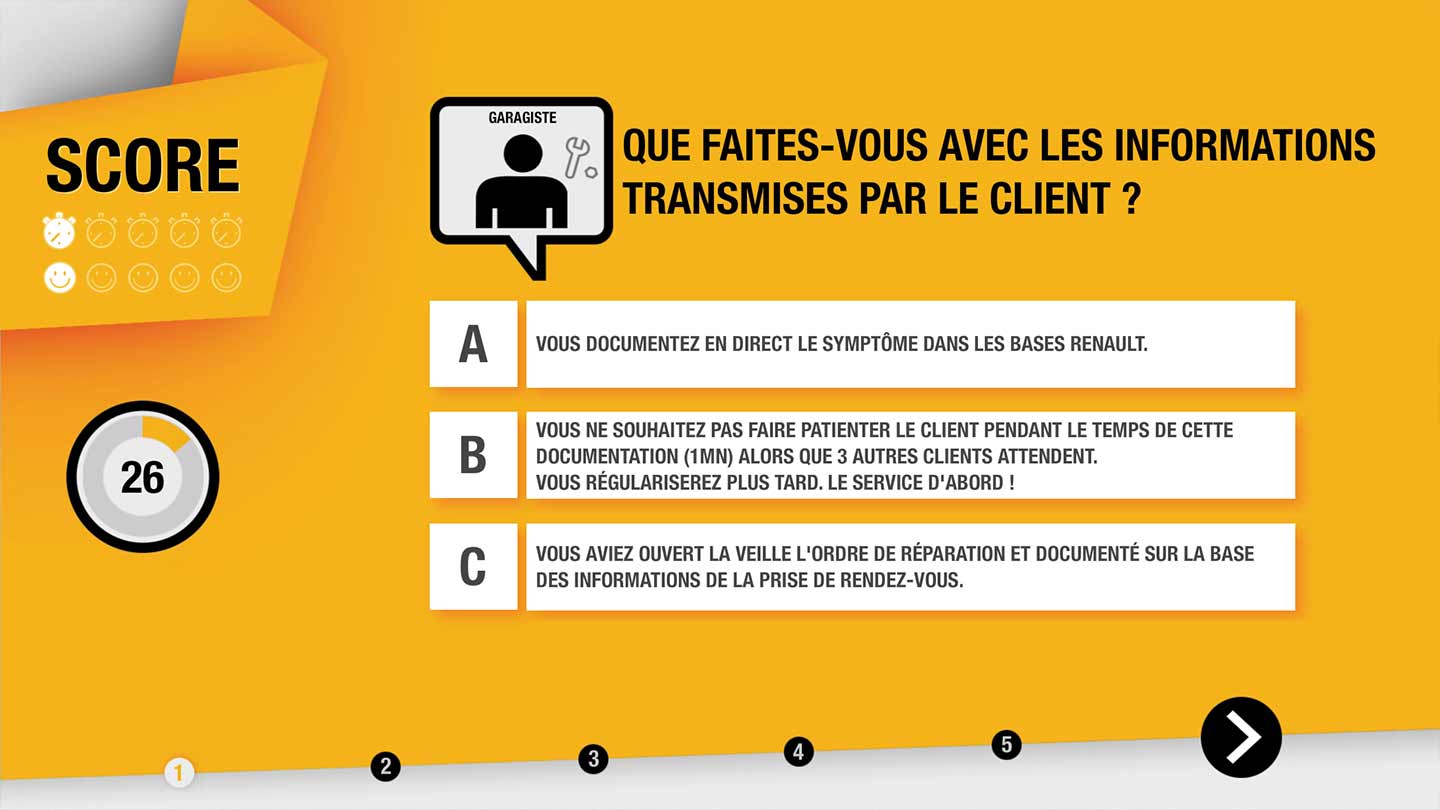 SCORE
GARAGISTE
QUE FAITES-VOUS AVEC LES INFORMATIONS
TRANSMISES PAR LE CLIENT ?
A
VOUS DOCUMENTEZ EN DIRECT LE SYMPTÔME DANS LES BASES RENAULT.
B
VOUS NE SOUHAITEZ PAS FAIRE PATIENTER LE CLIENT PENDANT LE TEMPS DE CETTE
DOCUMENTATION (1MN) ALORS QUE 3 AUTRES CLIENTS ATTENDENT.
VOUS RÉGULARISEREZ PLUS TARD. LE SERVICE D'ABORD !
26
C
VOUS AVIEZ OUVERT LA VEILLE L'ORDRE DE RÉPARATION ET DOCUMENTÉ SUR LA BASE
DES INFORMATIONS DE LA PRISE DE RENDEZ-VOUS.
1
2
3
4
5